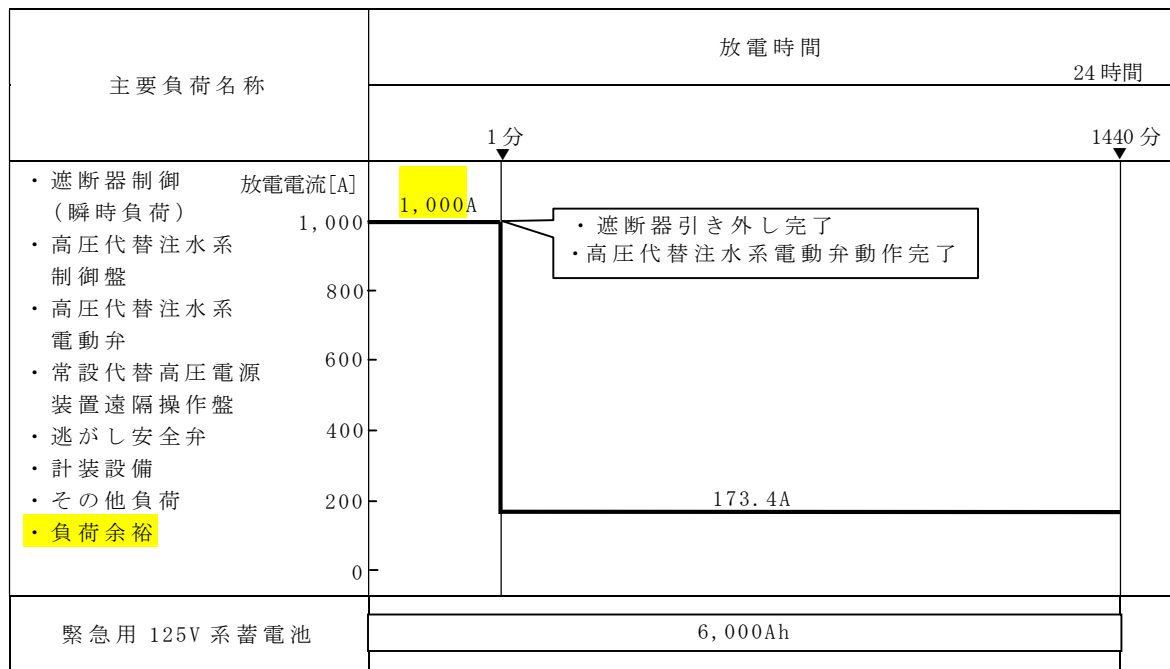 主要負荷名称
放電時間
24時間
1分
1440分
・遮断器制御
（瞬時負荷）
・高圧代替注水系
制御盤
・高圧代替注水系
電動弁
・常設代替高圧電源
装置遠隔操作盤
・逃がし安全弁
・計装設備
・その他負荷
・負荷余裕
放電電流[A]
1,000
800
600
400
200
0
1,000A
・遮断器引き外し完了
・高圧代替注水系電動弁動作完了
173.4A
緊急用125V系蓄電池
6,000Ah